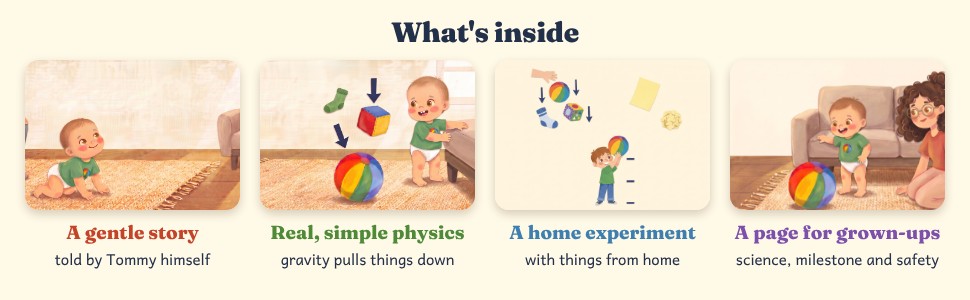 What's inside
A gentle story
told by Tommy himself
Real, simple physics
gravity pulls things down
A home experiment
with things from home
A page for grown-ups
science, milestone and safety